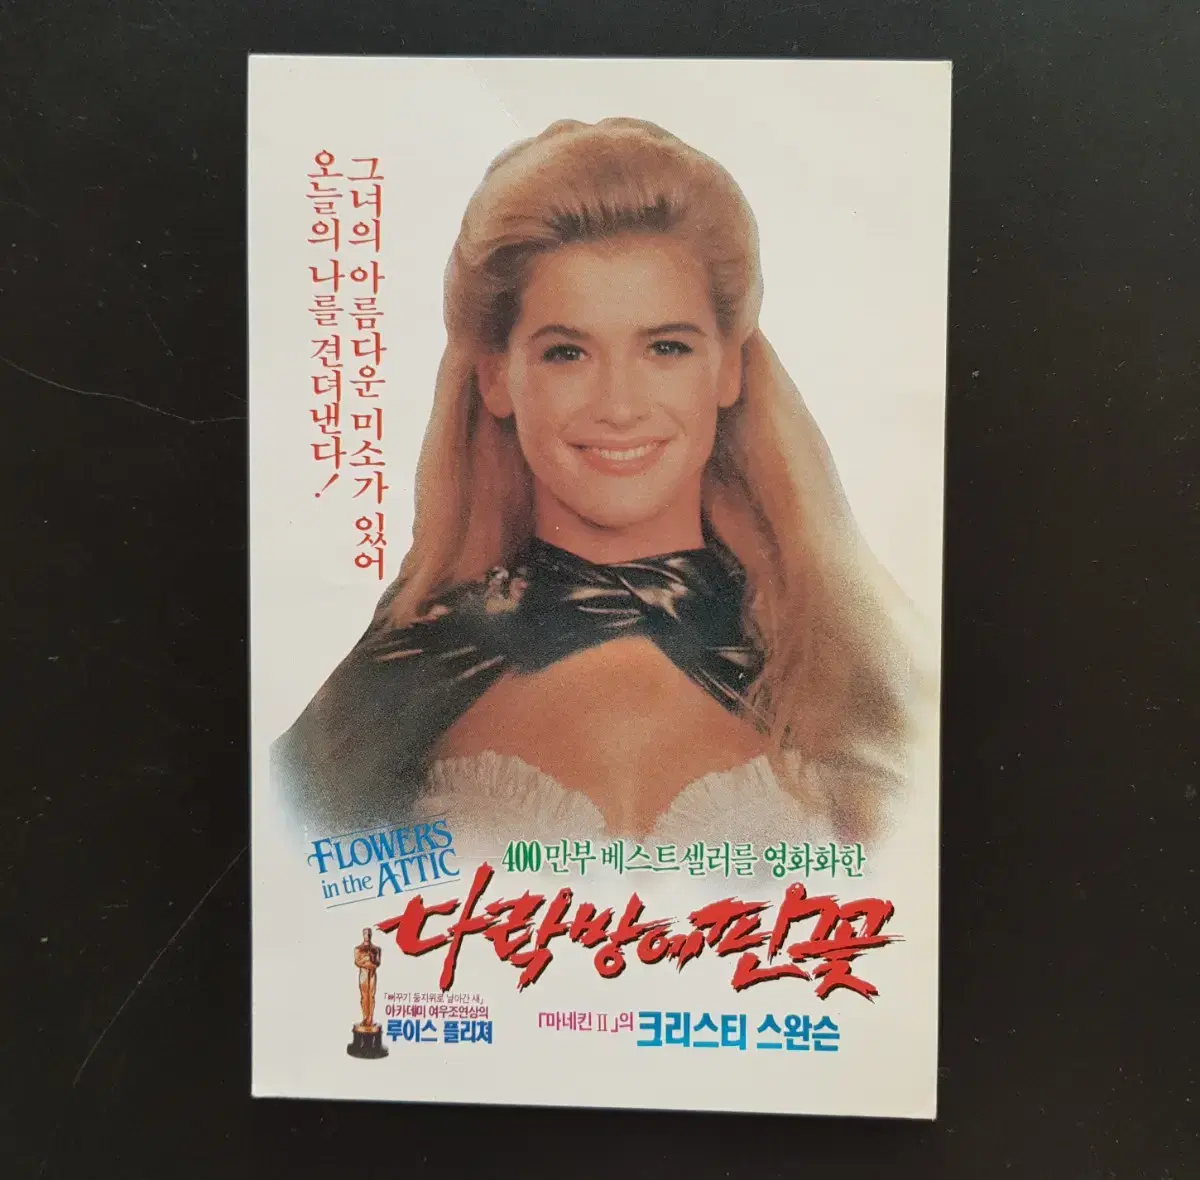 그녀의 아름다운 미소가 있어
오늘의 나를 견뎌낸다!
FLOWERS
in the ATTIC
400만부 베스트셀러를 영화화한
다락방에 핀 꽃
「뻐꾸기 둥지위로 날아간 새」
아카데미 여우조연상의
루이스 플리쳐
「마네킨 II」의 크리스티 스완슨